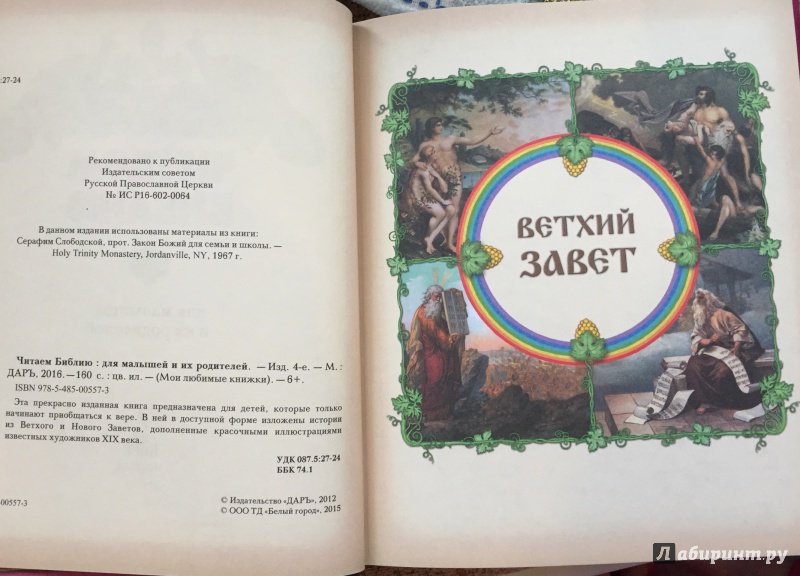 :27-24
Рекомендовано к публикации
Издательским советом
Русской Православной Церкви
№ ИС Р16-602-0064
В данном издании использованы материалы из книги:
Серафим Слободской, прот. Закон Божий для семьи и школы. —
Holy Trinity Monastery, Jordanville, NY, 1967 г.
Читаем Библию : для малышей и их родителей. — Изд. 4-е. — М. :
ДАРЪ, 2016.—160 с. : цв. ил. — (Мои любимые книжки). — 6+.
ISBN 978-5-485-00557-3
Эта прекрасно изданная книга предназначена для детей, которые только
начинают приобщаться к вере. В ней в доступной форме изложены истории
из Ветхого и Нового Заветов, дополненные красочными иллюстрациями
известных художников XIX века.
УДК 087.5:27-24
ББК 74.1
-00557-3
© Издательство «ДАРЪ», 2012
© ООО ТД «Белый город», 2015
ВЕТХИЙ
ЗАВЕТ
Лабиринт.ру